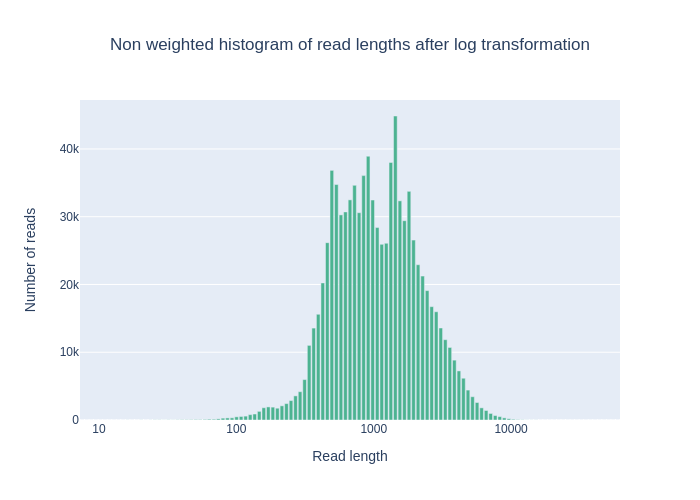 Non weighted histogram of read lengths after log transformation
Number of reads
40k
30k
20k
10k
0
10
100
1000
10000
Read length